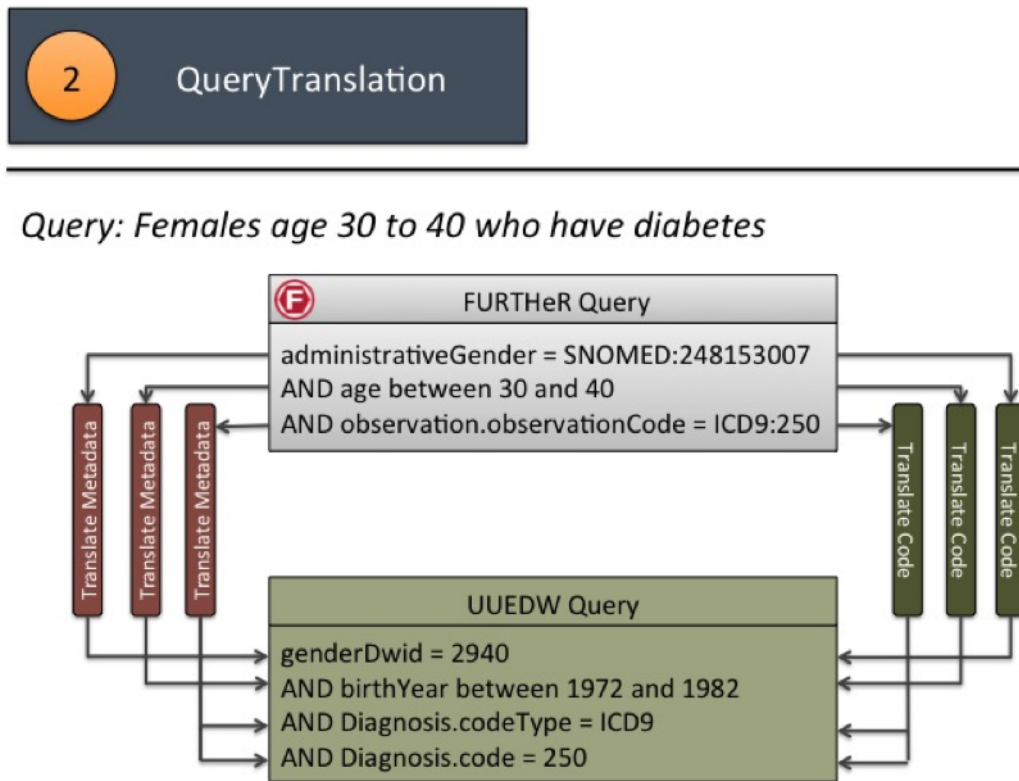 2
QueryTranslation
Query: Females age 30 to 40 who have diabetes
F
FURTHeR Query
administrativeGender = SNOMED:248153007
AND age between 30 and 40
AND observation.observationCode = ICD9:250
Translate Metadata
Translate Metadata
Translate Metadata
Translate Code
Translate Code
Translate Code
UUEDW Query
genderDwid = 2940
AND birthYear between 1972 and 1982
AND Diagnosis.codeType = ICD9
AND Diagnosis.code = 250